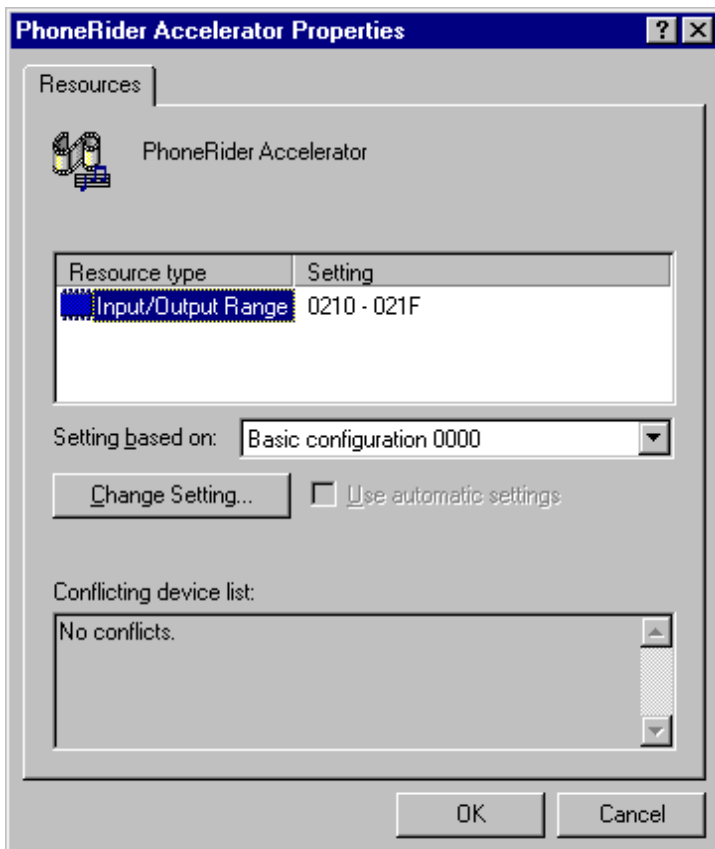 PhoneRider Accelerator Properties
Resources
PhoneRider Accelerator
Resource type Setting
Input/Output Range 0210 - 021F
Setting based on: Basic configuration 0000
Change Setting... Use automatic settings
Conflicting device list:
No conflicts.
OK Cancel